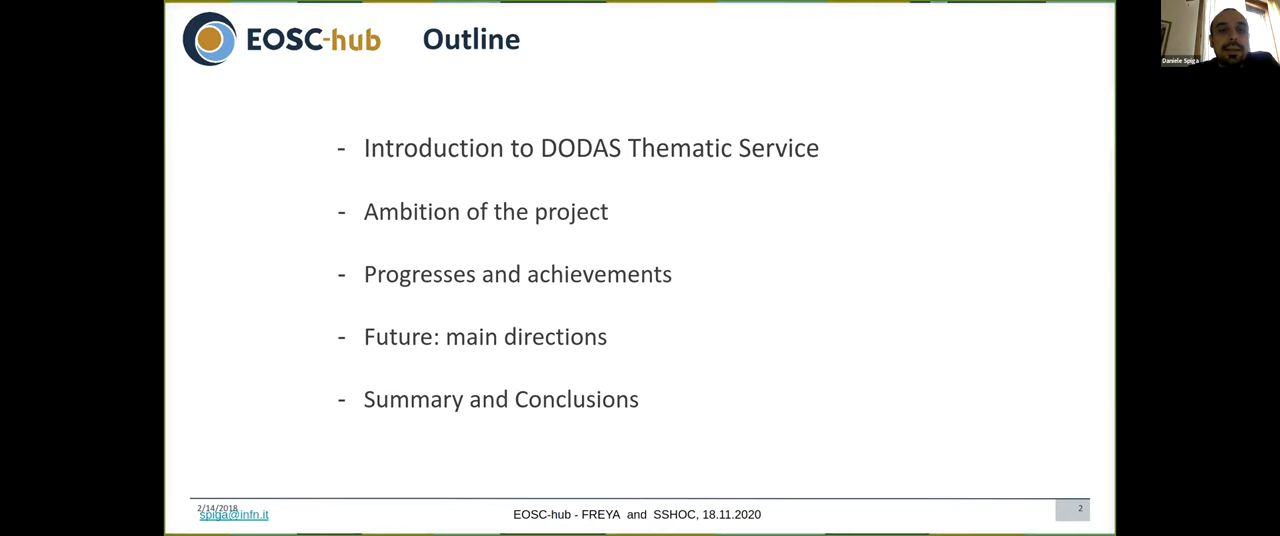 EOSC-hub Outline
Daniele Spiga
- Introduction to DODAS Thematic Service
- Ambition of the project
- Progresses and achievements
- Future: main directions
- Summary and Conclusions
2/14/2018
spiga@infn.it
EOSC-hub - FREYA and SSHOC, 18.11.2020
2